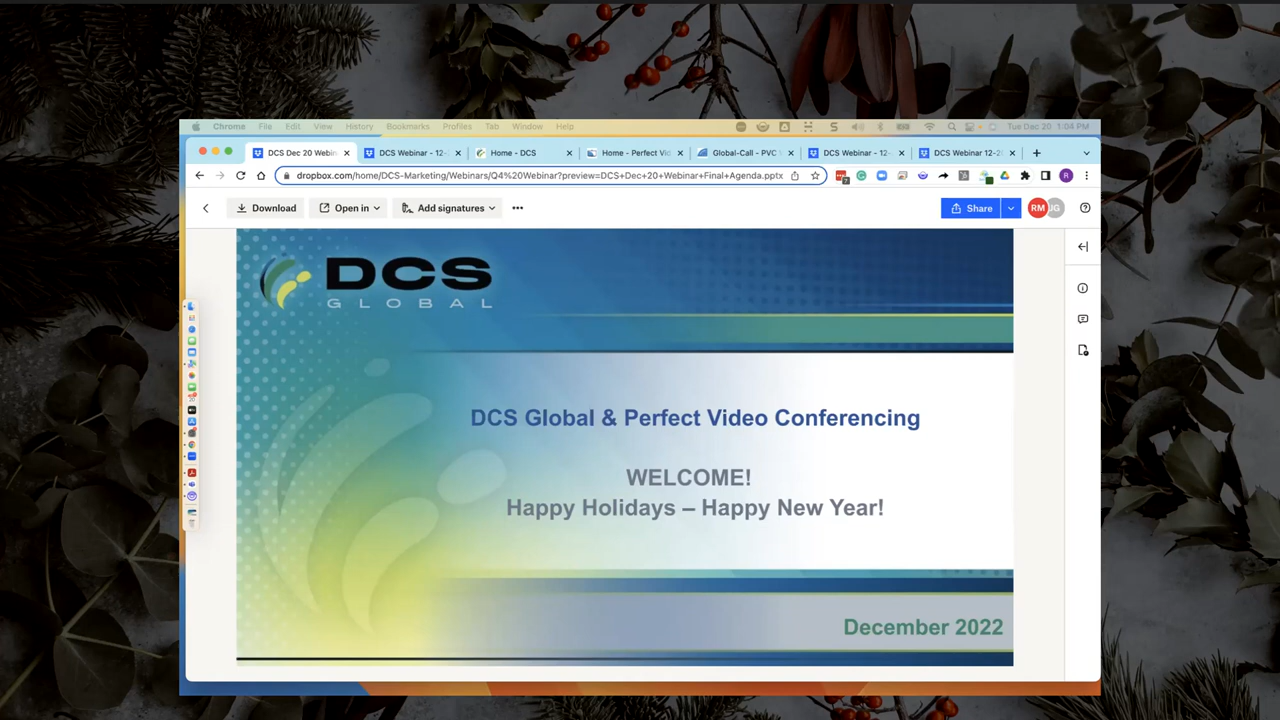 Chrome File Edit View History Bookmarks Profiles Tab Window Help Tue Dec 20 1:04 PM
DCS Dec 20 Webin DCS Webinar - 12- Home - DCS Home - Perfect Vid Global-Call - PVC DCS Webinar - 12- DCS Webinar 12-2
dropbox.com/home/DCS-Marketing/Webinars/Q4%20Webinar?preview=DCS+Dec+20+Webinar+Final+Agenda.pptx
Download Open in Add signatures Share RM JG
DCS
GLOBAL
DCS Global & Perfect Video Conferencing
WELCOME!
Happy Holidays – Happy New Year!
December 2022